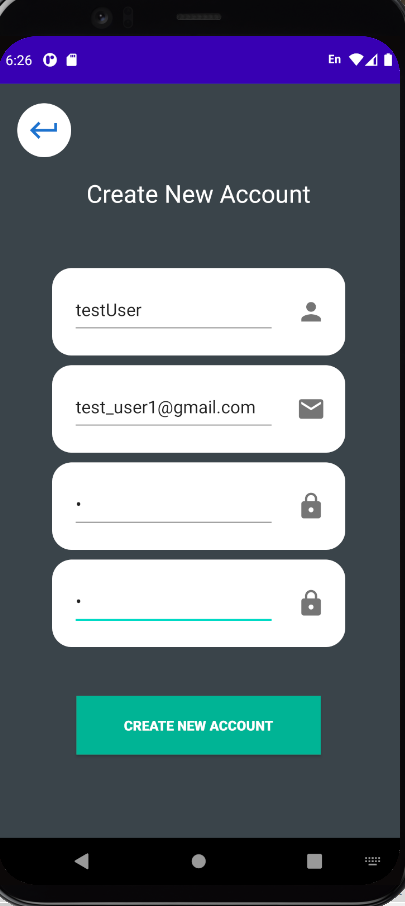 6:26
En
Create New Account
testUser
test_user1@gmail.com
•
•
CREATE NEW ACCOUNT